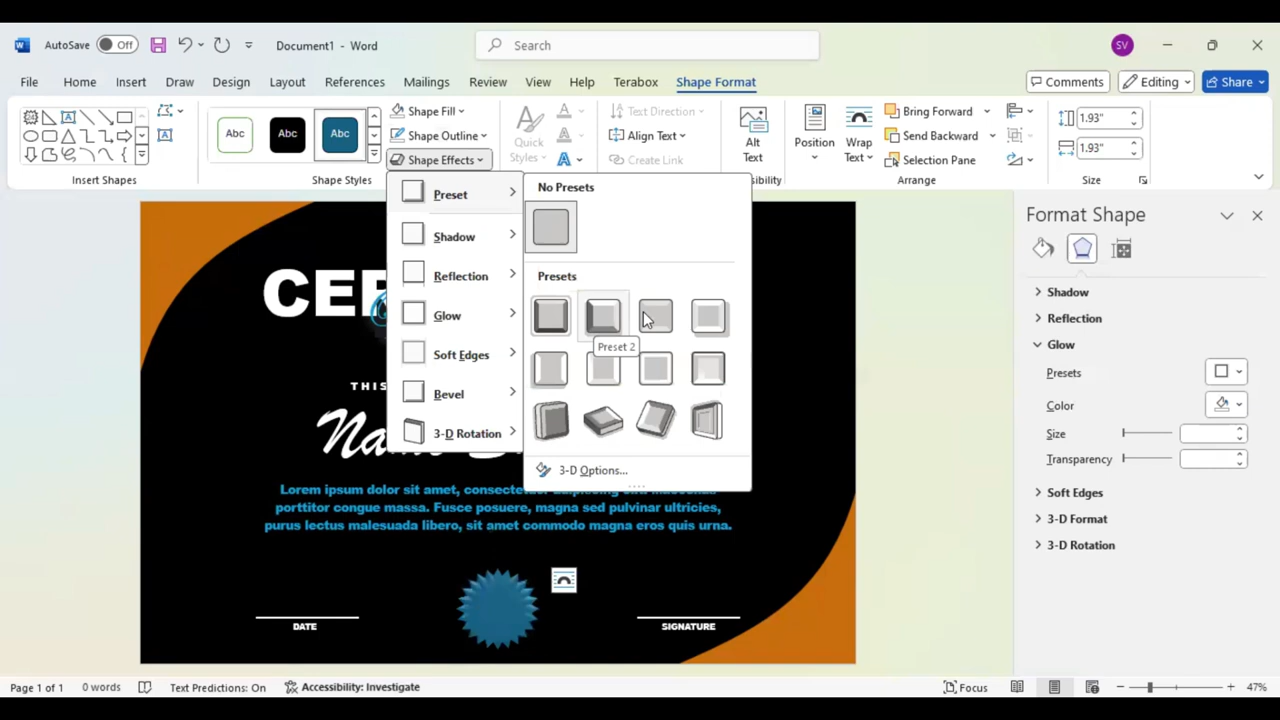 AutoSave Off Document1 - Word Search SV
File Home Insert Draw Design Layout References Mailings Review View Help Terabox Shape Format Comments Editing Share
Abc Abc Abc
Shape Fill
Shape Outline
Shape Effects
Quick
Styles
Text Direction
Align Text
Create Link
Alt
Text
Position
Wrap
Text
Bring Forward
Send Backward
Selection Pane
1.93"
1.93"
Insert Shapes Shape Styles Arrange Size
Preset
Shadow
Reflection
Glow
Soft Edges
Bevel
3-D Rotation
No Presets
Presets
Preset 2
3-D Options...
THIS
Lorem ipsum dolor sit amet,
porttitor congue massa. Fusce posuere, magna sed pulvinar ultricies,
purus lectus malesuada libero, sit amet commodo magna eros quis urna.
DATE
SIGNATURE
Format Shape
Shadow
Reflection
Glow
Presets
Color
Size
Transparency
Soft Edges
3-D Format
3-D Rotation
Page 1 of 1 0 words Text Predictions: On Accessibility: Investigate Focus 47%